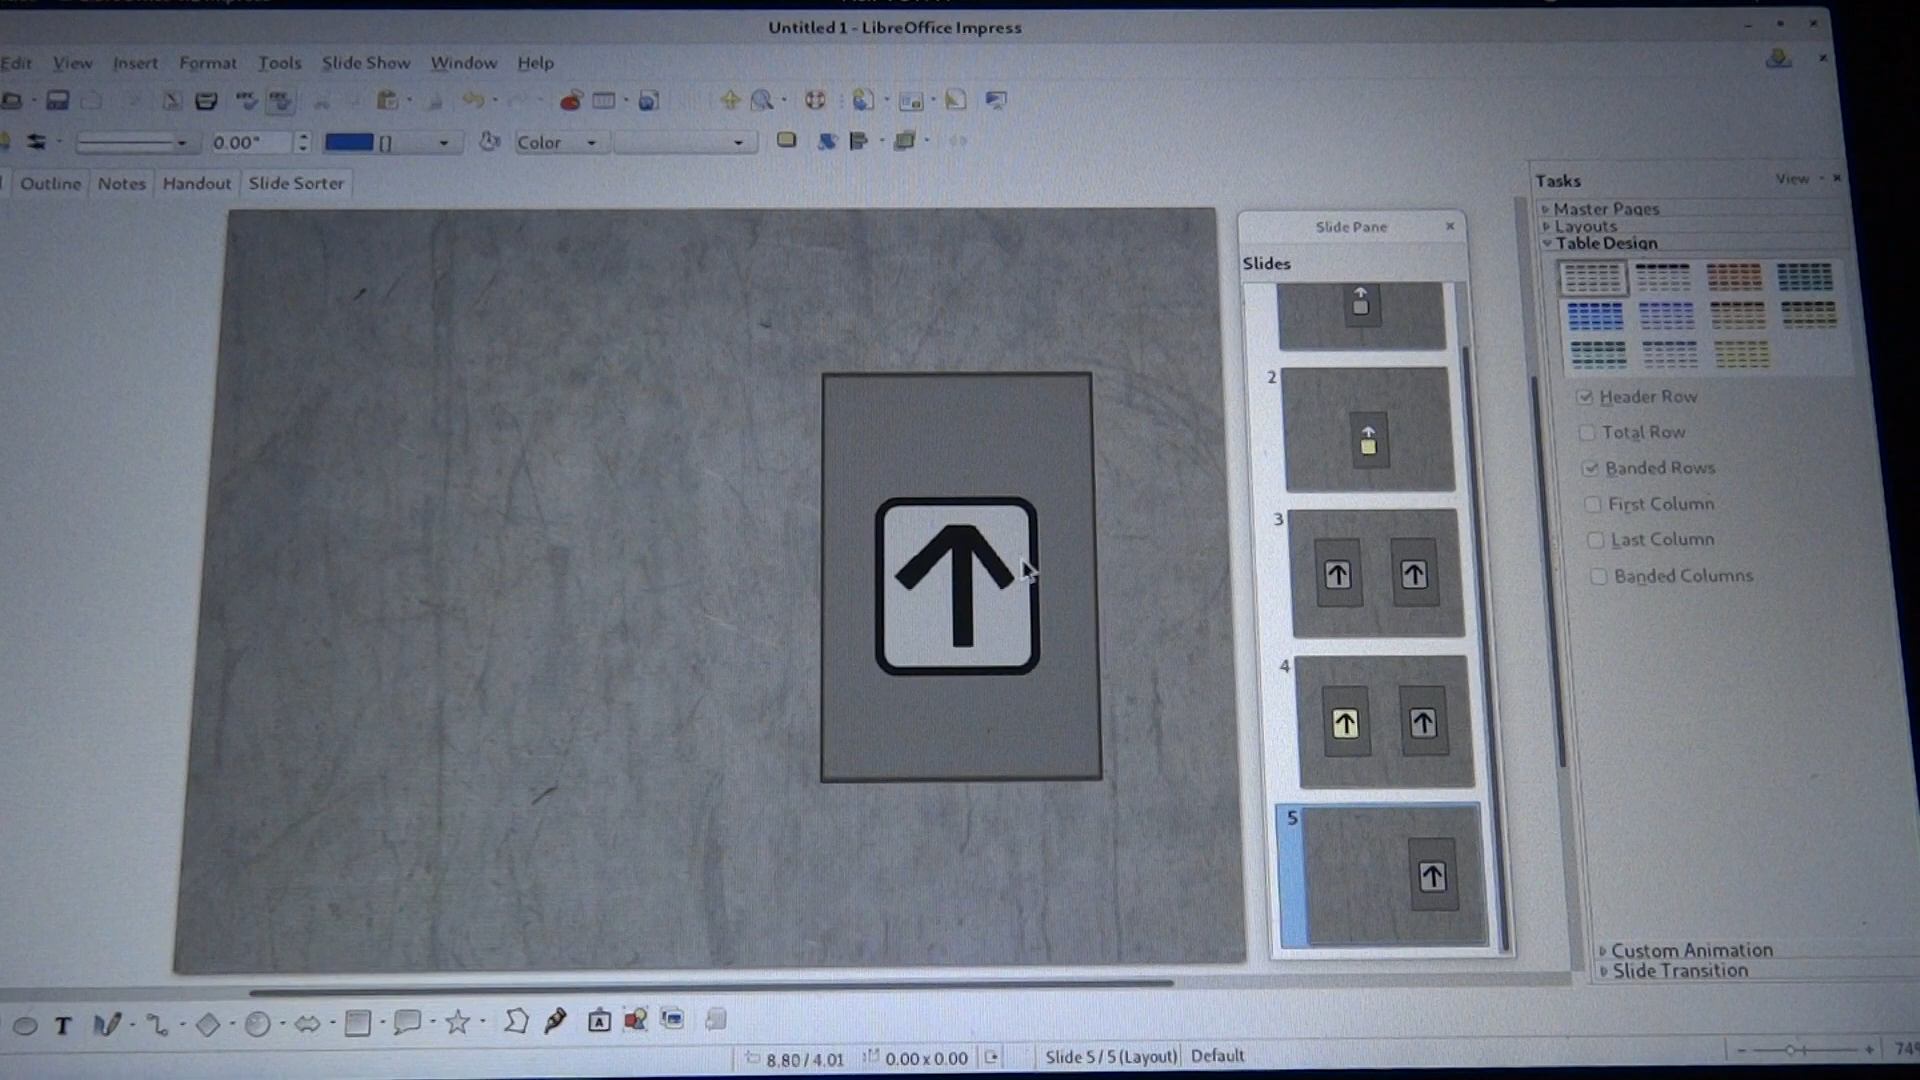 Untitled 1 - LibreOffice Impress
Edit View Insert Format Tools Slide Show Window Help
0.00" [] Color
Outline Notes Handout Slide Sorter
Slide Pane
Slides
2
3
4
5
Tasks View
Master Pages
Layouts
Table Design
Header Row
Total Row
Banded Rows
First Column
Last Column
Banded Columns
Custom Animation
Slide Transition
T
A
8.80 / 4.01 0.00 x 0.00 Slide 5 / 5 (Layout) Default